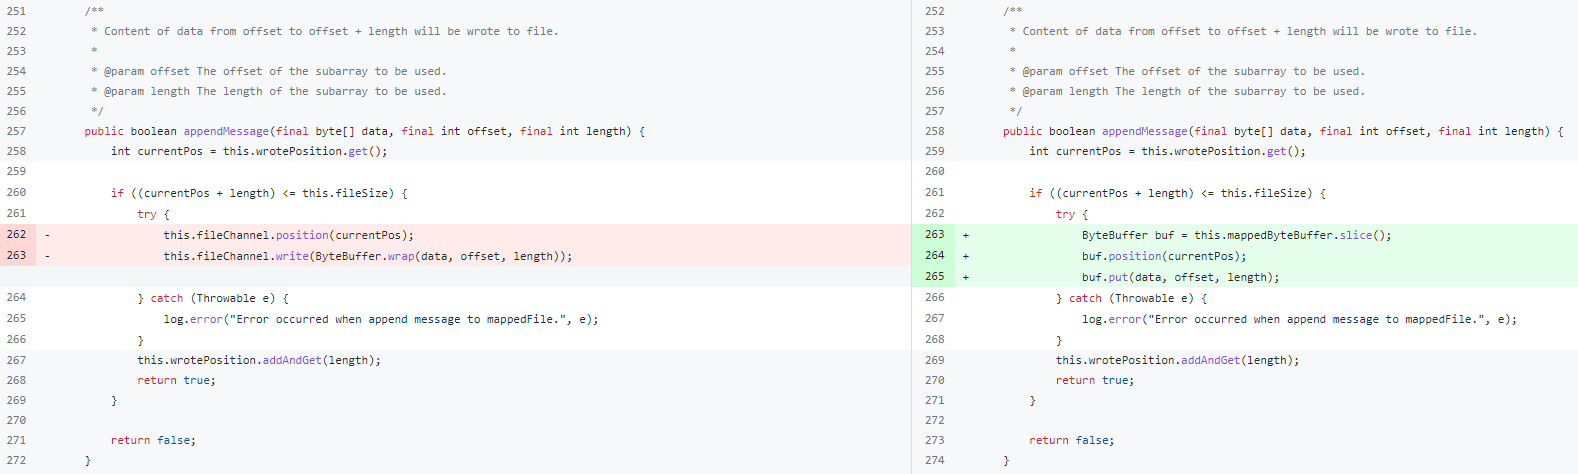 251 /**
252 * Content of data from offset to offset + length will be wrote to file.
253 *
254 * @param offset The offset of the subarray to be used.
255 * @param length The length of the subarray to be used.
256 */
257 public boolean appendMessage(final byte[] data, final int offset, final int length) {
258 int currentPos = this.wrotePosition.get();
259
260 if ((currentPos + length) <= this.fileSize) {
261 try {
262 - this.fileChannel.position(currentPos);
263 - this.fileChannel.write(ByteBuffer.wrap(data, offset, length));
264 } catch (Throwable e) {
265 log.error("Error occurred when append message to mappedFile.", e);
266 }
267 this.wrotePosition.addAndGet(length);
268 return true;
269 }
270
271 return false;
272 }
252 /**
253 * Content of data from offset to offset + length will be wrote to file.
254 *
255 * @param offset The offset of the subarray to be used.
256 * @param length The length of the subarray to be used.
257 */
258 public boolean appendMessage(final byte[] data, final int offset, final int length) {
259 int currentPos = this.wrotePosition.get();
260
261 if ((currentPos + length) <= this.fileSize) {
262 try {
263 + ByteBuffer buf = this.mappedByteBuffer.slice();
264 + buf.position(currentPos);
265 + buf.put(data, offset, length);
266 } catch (Throwable e) {
267 log.error("Error occurred when append message to mappedFile.", e);
268 }
269 this.wrotePosition.addAndGet(length);
270 return true;
271 }
272
273 return false;
274 }